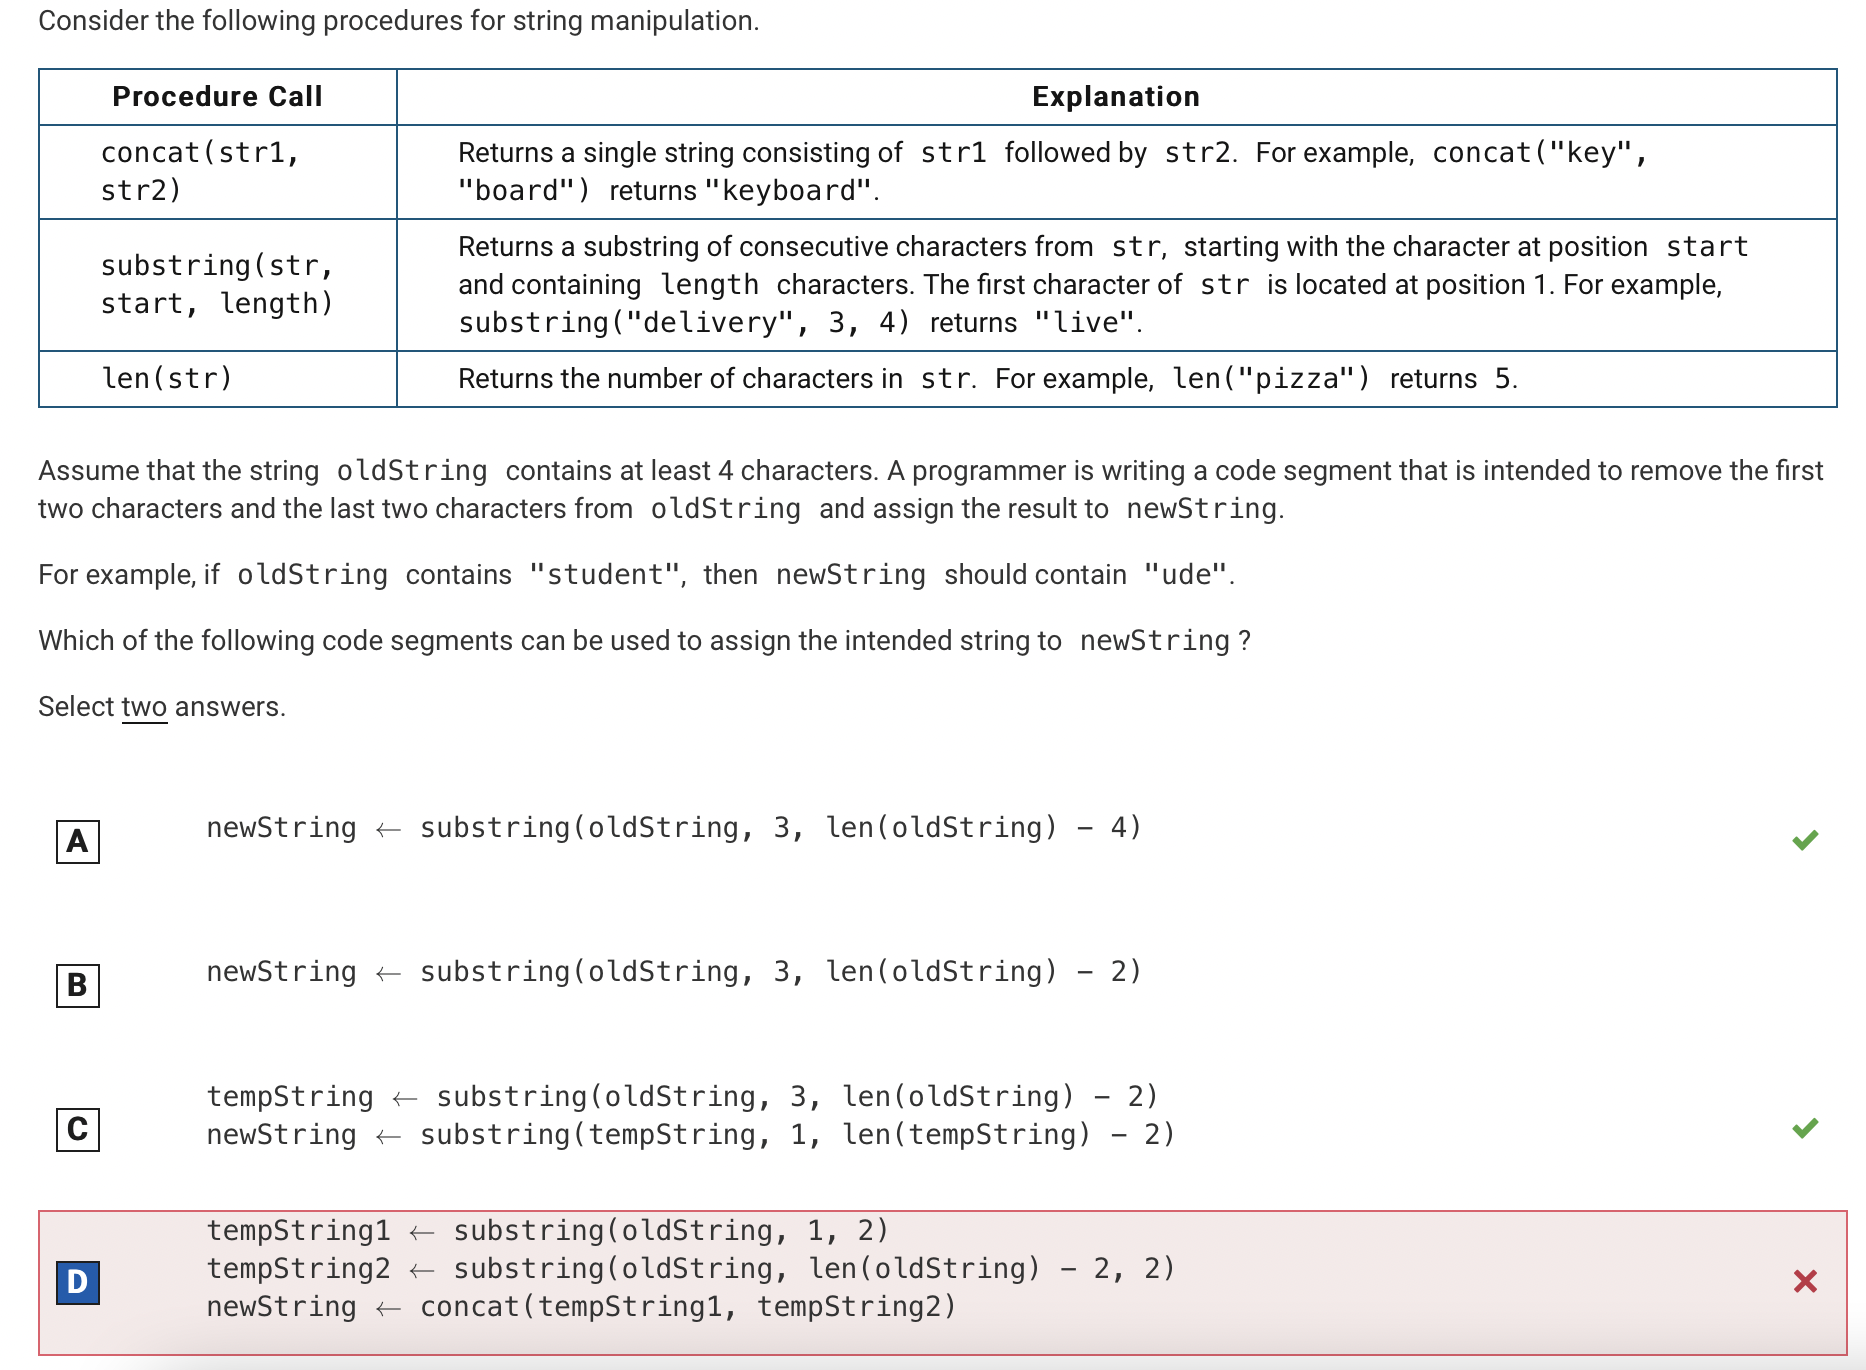 Consider the following procedures for string manipulation.
Procedure Call Explanation
concat(str1,
str2)
Returns a single string consisting of str1 followed by str2. For example, concat("key",
"board") returns "keyboard".
substring(str,
start, length)
Returns a substring of consecutive characters from str, starting with the character at position start
and containing length characters. The first character of str is located at position 1. For example,
substring("delivery", 3, 4) returns "live".
len(str) Returns the number of characters in str. For example, len("pizza") returns 5.
Assume that the string oldString contains at least 4 characters. A programmer is writing a code segment that is intended to remove the first
two characters and the last two characters from oldString and assign the result to newString.
For example, if oldString contains "student", then newString should contain "ude".
Which of the following code segments can be used to assign the intended string to newString ?
Select two answers.
A newString ← substring(oldString, 3, len(oldString) - 4)
B newString ← substring(oldString, 3, len(oldString) - 2)
C
tempString ← substring(oldString, 3, len(oldString) - 2)
newString ← substring(tempString, 1, len(tempString) - 2)
D
tempString1 ← substring(oldString, 1, 2)
tempString2 ← substring(oldString, len(oldString) - 2, 2)
newString ← concat(tempString1, tempString2)